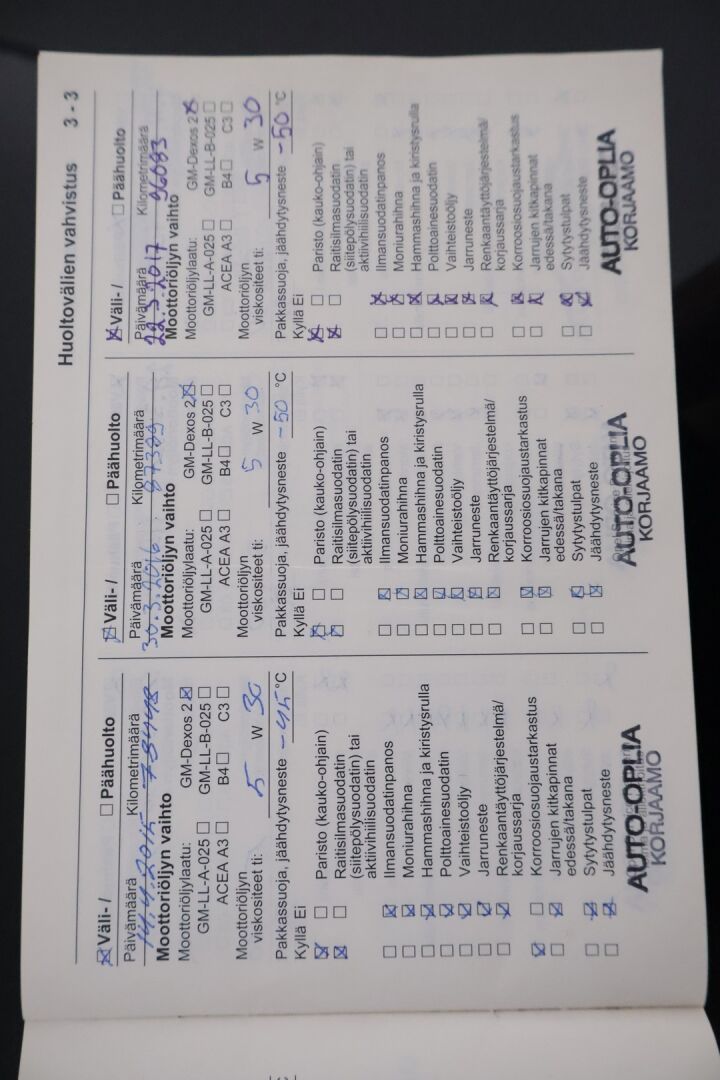 Huoltovälien vahvistus 3 - 3
Väli- / Päähuolto
Päivämäärä Kilometrimäärä
14.4.2015
Moottoriöljyn vaihto
Moottoriöljylaatu: GM-Dexos 2
GM-LL-A-025 GM-LL-B-025
ACEA A3 B4 C3
Moottoriöljyn
viskositeet ti: 5 W 30
Pakkassuoja, jäähdytysneste -45 °C
Kyllä Ei
Paristo (kauko-ohjain)
Raitisilmasuodatin
(siitepölysuodatin) tai
aktiivihiilisuodatin
Ilmansuodatinpanos
Moniurahihna
Hammashihna ja kiristysrulla
Polttoainesuodatin
Vaihteistoöljy
Jarruneste
Renkaantäyttöjärjestelmä/
korjaussarja
Korroosiosuojaustarkastus
Jarrujen kitkapinnat
edessä/takana
Sytytystulpat
Jäähdytysneste
AUTO-OPLIA
KORJAAMO
Väli- / Päähuolto
Päivämäärä Kilometrimäärä
30.3.2016
Moottoriöljyn vaihto
Moottoriöljylaatu: GM-Dexos 2
GM-LL-A-025 GM-LL-B-025
ACEA A3 B4 C3
Moottoriöljyn
viskositeet ti: 5 W 30
Pakkassuoja, jäähdytysneste -50 °C
Kyllä Ei
Paristo (kauko-ohjain)
Raitisilmasuodatin
(siitepölysuodatin) tai
aktiivihiilisuodatin
Ilmansuodatinpanos
Moniurahihna
Hammashihna ja kiristysrulla
Polttoainesuodatin
Vaihteistoöljy
Jarruneste
Renkaantäyttöjärjestelmä/
korjaussarja
Korroosiosuojaustarkastus
Jarrujen kitkapinnat
edessä/takana
Sytytystulpat
Jäähdytysneste
AUTO-OPLIA
KORJAAMO
Väli- / Päähuolto
Päivämäärä Kilometrimäärä
22.3.2017 96083
Moottoriöljyn vaihto
Moottoriöljylaatu: GM-Dexos 2
GM-LL-A-025 GM-LL-B-025
ACEA A3 B4 C3
Moottoriöljyn
viskositeet ti: 5 W 30
Pakkassuoja, jäähdytysneste -50 °C
Kyllä Ei
Paristo (kauko-ohjain)
Raitisilmasuodatin
(siitepölysuodatin) tai
aktiivihiilisuodatin
Ilmansuodatinpanos
Moniurahihna
Hammashihna ja kiristysrulla
Polttoainesuodatin
Vaihteistoöljy
Jarruneste
Renkaantäyttöjärjestelmä/
korjaussarja
Korroosiosuojaustarkastus
Jarrujen kitkapinnat
edessä/takana
Sytytystulpat
Jäähdytysneste
AUTO-OPLIA
KORJAAMO